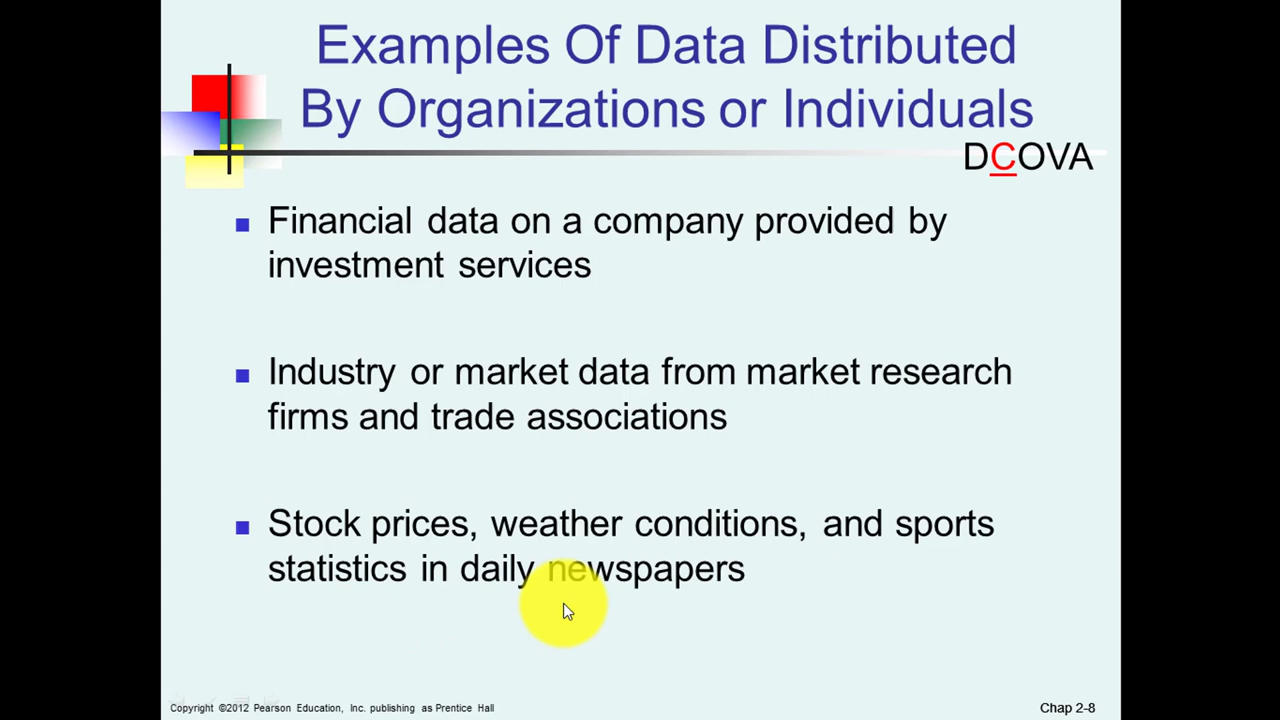 Examples Of Data Distributed
By Organizations or Individuals
DCOVA
Financial data on a company provided by
investment services
Industry or market data from market research
firms and trade associations
Stock prices, weather conditions, and sports
statistics in daily newspapers
Copyright ©2012 Pearson Education, Inc. publishing as Prentice Hall
Chap 2-8